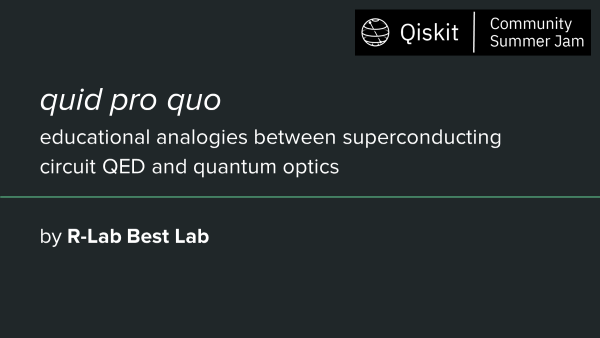 Qiskit
Community
Summer Jam
quid pro quo
educational analogies between superconducting
circuit QED and quantum optics
by R-Lab Best Lab